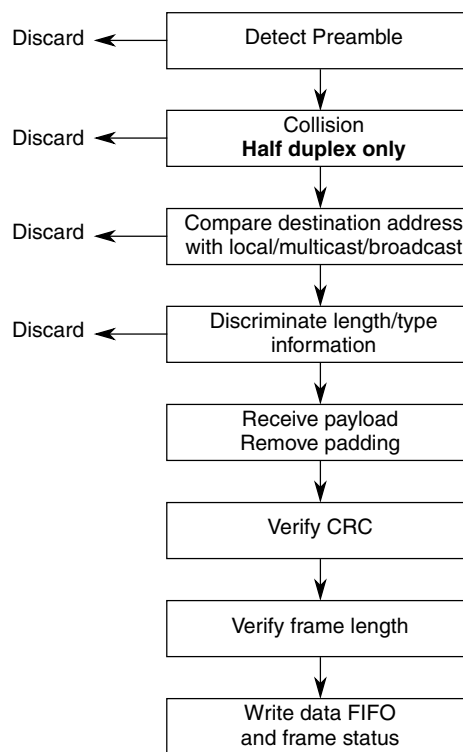 Discard
Detect Preamble
Discard
Collision
Half duplex only
Discard
Compare destination address
with local/multicast/broadcast
Discard
Discriminate length/type
information
Receive payload
Remove padding
Verify CRC
Verify frame length
Write data FIFO
and frame status